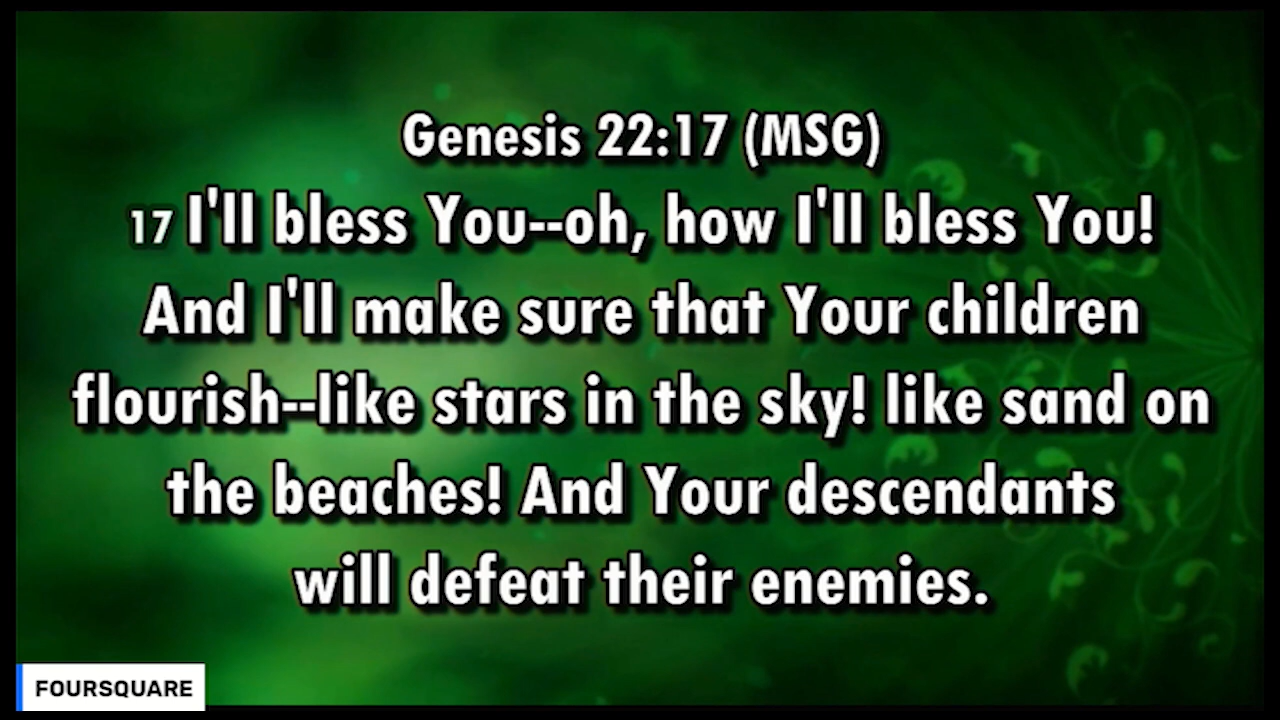 Genesis 22:17 (MSG)
17 I'll bless You--oh, how I'll bless You!
And I'll make sure that Your children
flourish--like stars in the sky! like sand on
the beaches! And Your descendants
will defeat their enemies.
FOURSQUARE